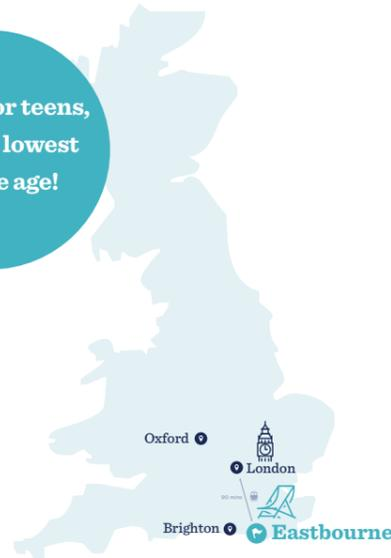 or teens,
lowest
e age!
Oxford
London
90 mins
Brighton
Eastbourne